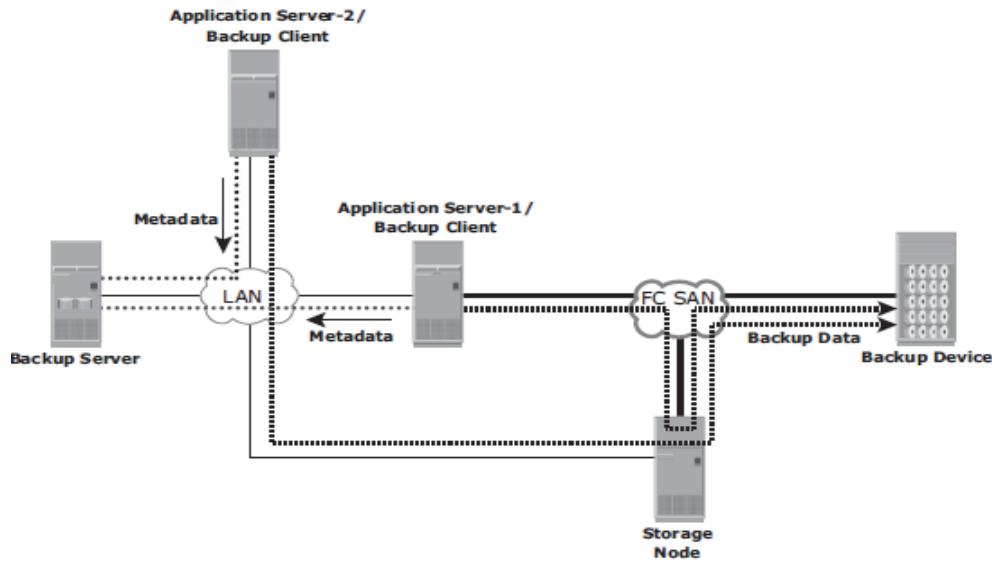 Application Server-2/
Backup Client
Metadata
Application Server-1/
Backup Client
LAN
FC SAN
Metadata
Backup Data
Backup Server
Backup Device
Storage
Node